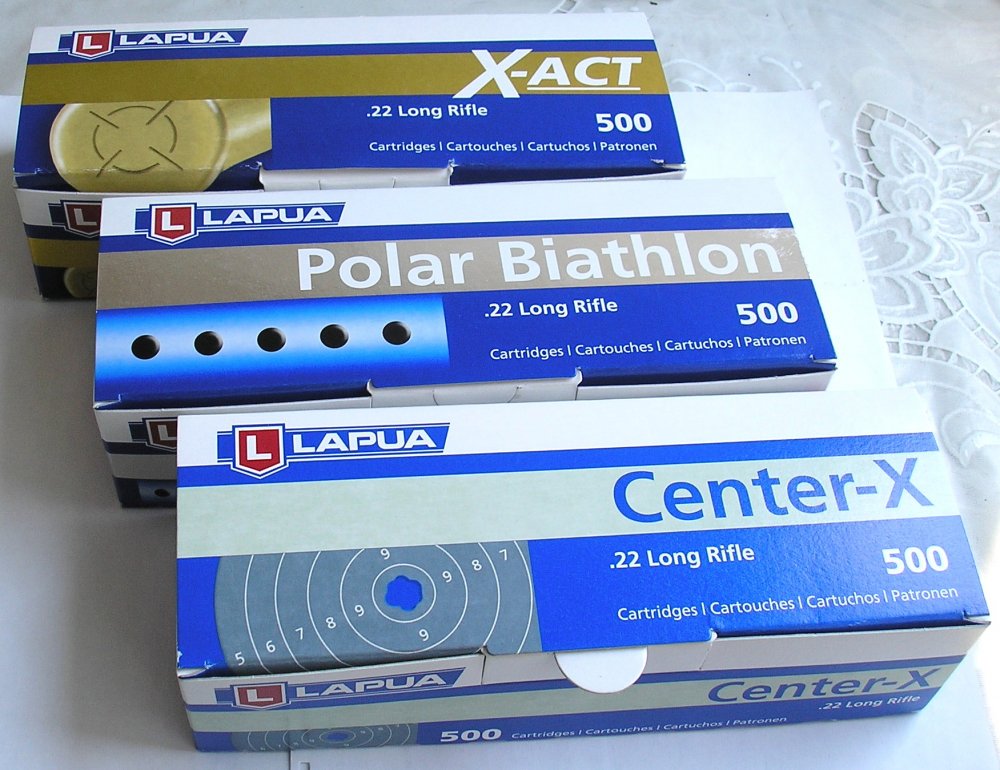 L LAPUA
X-ACT
.22 Long Rifle
500
Cartridges | Cartouches | Cartuchos | Patronen
L
L LAPUA
Polar Biathlon
.22 Long Rifle
500
Cartridges | Cartouches | Cartuchos | Patronen
L
L LAPUA
Center-X
.22 Long Rifle
500
Cartridges | Cartouches | Cartuchos | Patronen
9
9 8 7
5 6 7 8 9
9
L LAPUA
Center-X
.22 Long Rifle
500 Cartridges | Cartouches | Cartuchos | Patronen